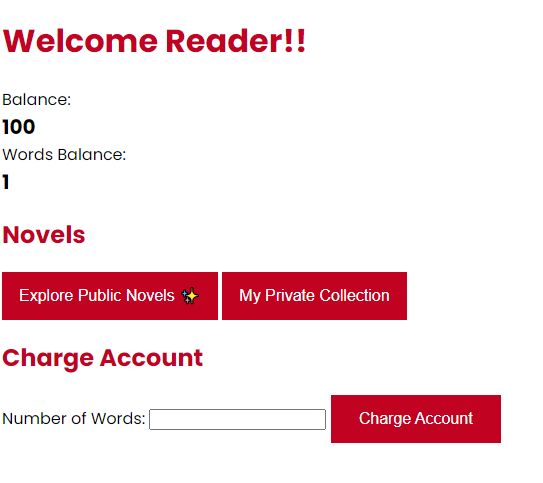 Welcome Reader!!
Balance:
100
Words Balance:
1
Novels
Explore Public Novels ✨ My Private Collection
Charge Account
Number of Words: Charge Account